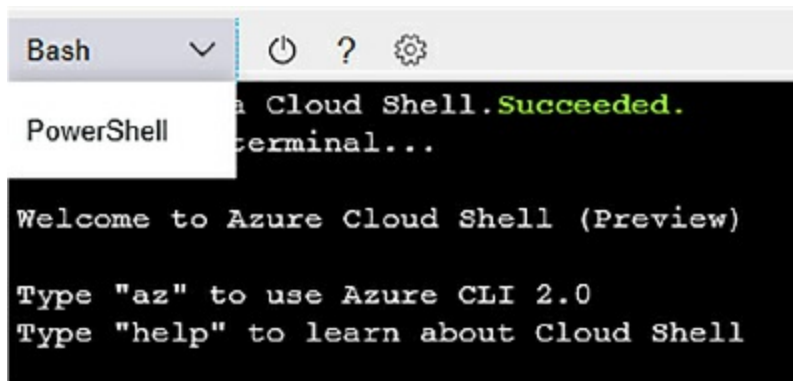 Bash
?
PowerShell
a Cloud Shell.Succeeded.
terminal...
Welcome to Azure Cloud Shell (Preview)
Type "az" to use Azure CLI 2.0
Type "help" to learn about Cloud Shell